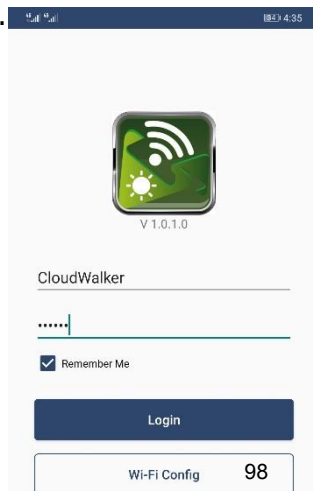 .
4:35
V 1.0.1.0
CloudWalker
••••••
Remember Me
Login
Wi-Fi Config 98